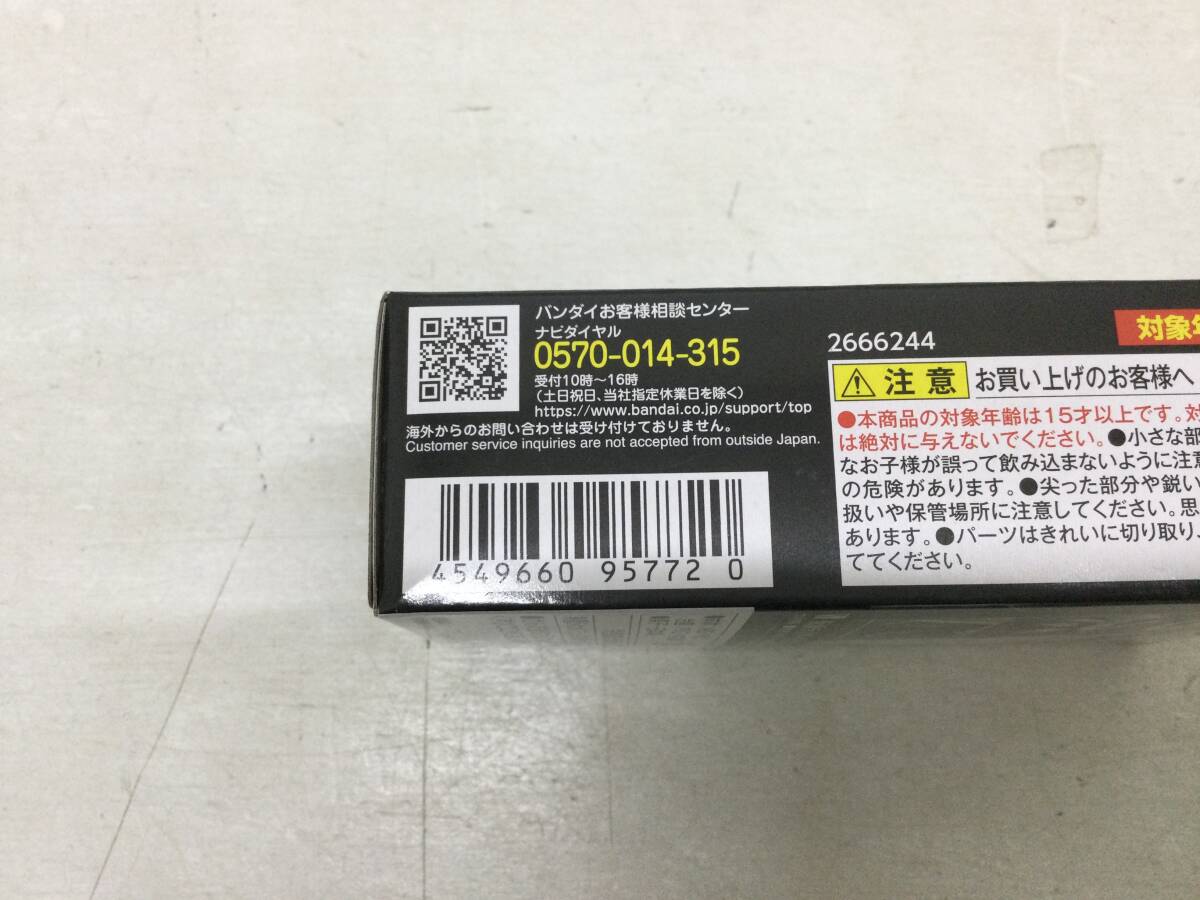 バンダイお客様相談センター
ナビダイヤル
0570-014-315
受付10時～16時
(土日祝日、当社指定休業日を除く)
https://www.bandai.co.jp/support/top
海外からのお問い合わせは受け付けておりません。
Customer service inquiries are not accepted from outside Japan.
4549660 95772 0
2666244
対象年
注意 お買い上げのお客様へ
●本商品の対象年齢は15才以上です。対
は絶対に与えないでください。●小さな部
なお子様が誤って飲み込まないように注意
の危険があります。●尖った部分や鋭い
扱いや保管場所に注意してください。思
あります。●パーツはきれいに切り取り、
ててください。